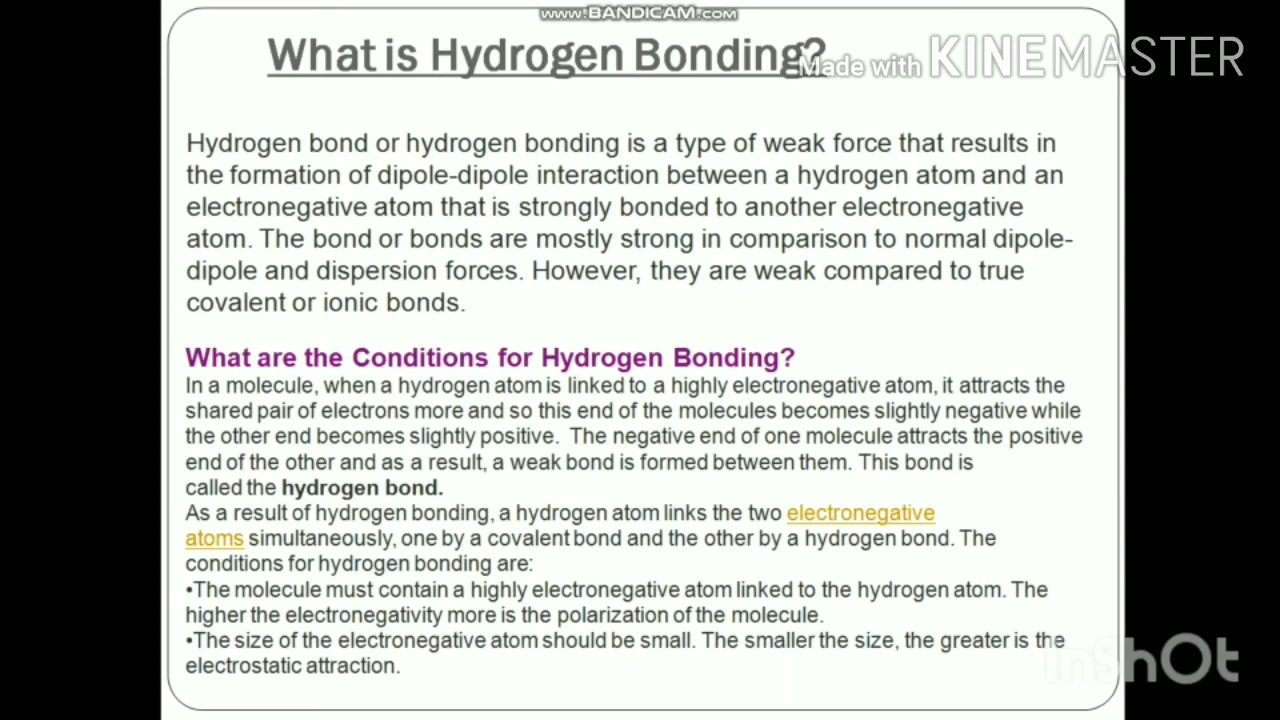 www.BANDICAM.com
What is Hydrogen Bonding?
Made with KINEMASTER
Hydrogen bond or hydrogen bonding is a type of weak force that results in
the formation of dipole-dipole interaction between a hydrogen atom and an
electronegative atom that is strongly bonded to another electronegative
atom. The bond or bonds are mostly strong in comparison to normal dipole-
dipole and dispersion forces. However, they are weak compared to true
covalent or ionic bonds.
What are the Conditions for Hydrogen Bonding?
In a molecule, when a hydrogen atom is linked to a highly electronegative atom, it attracts the
shared pair of electrons more and so this end of the molecules becomes slightly negative while
the other end becomes slightly positive. The negative end of one molecule attracts the positive
end of the other and as a result, a weak bond is formed between them. This bond is
called the hydrogen bond.
As a result of hydrogen bonding, a hydrogen atom links the two electronegative
atoms simultaneously, one by a covalent bond and the other by a hydrogen bond. The
conditions for hydrogen bonding are:
•The molecule must contain a highly electronegative atom linked to the hydrogen atom. The
higher the electronegativity more is the polarization of the molecule.
•The size of the electronegative atom should be small. The smaller the size, the greater is the
electrostatic attraction.
InShOt